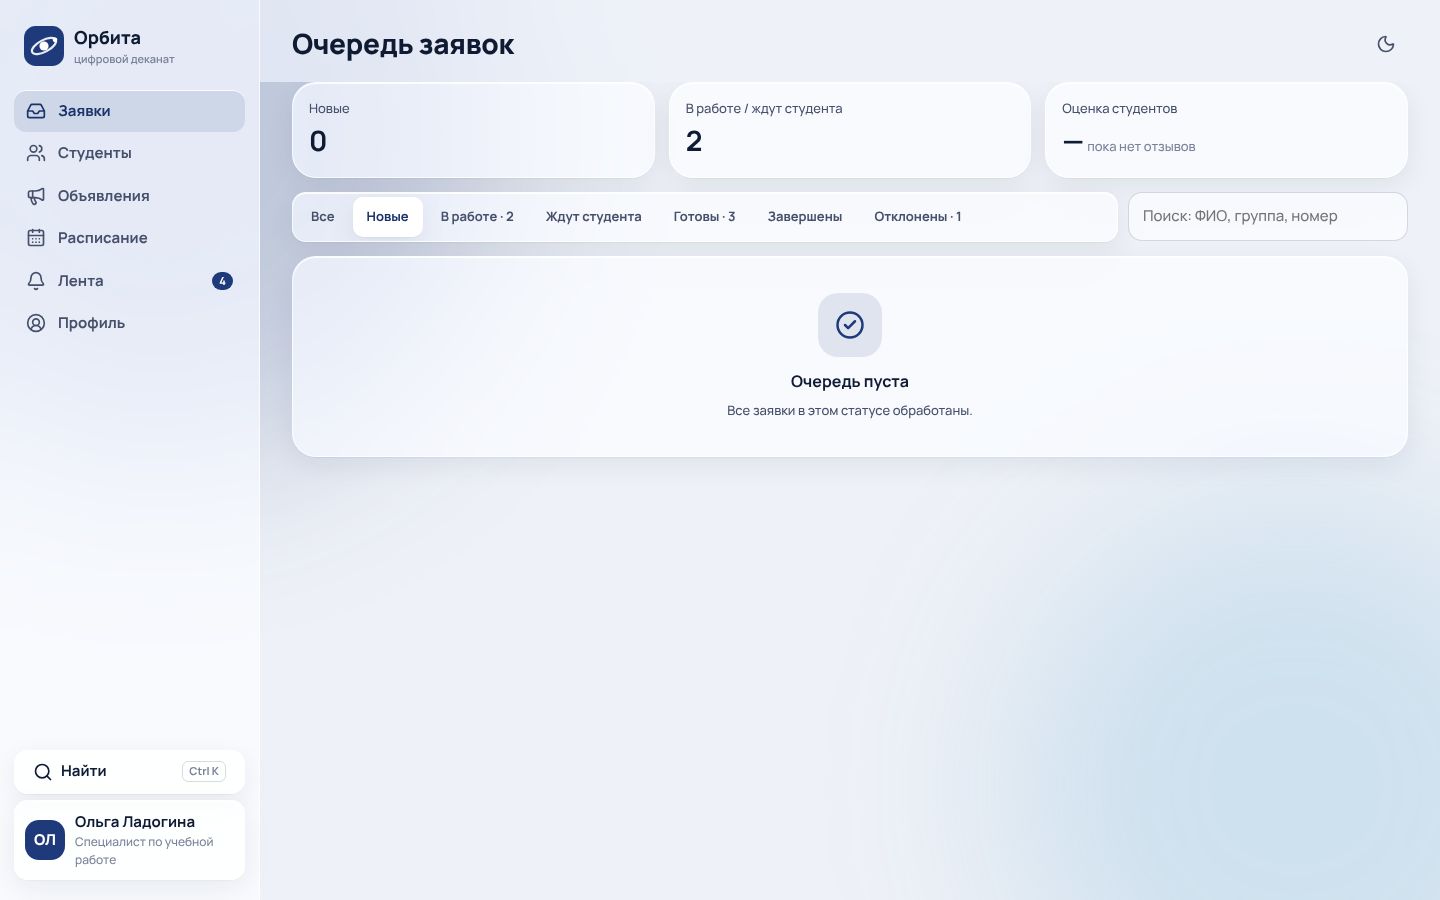 Орбита
цифровой деканат
Заявки
Студенты
Объявления
Расписание
Лента
4
Профиль
Найти
Ctrl K
ОЛ
Ольга Ладогина
Специалист по учебной
работе
Очередь заявок
Новые
0
В работе / ждут студента
2
Оценка студентов
— пока нет отзывов
Все
Новые
В работе · 2
Ждут студента
Готовы · 3
Завершены
Отклонены · 1
Поиск: ФИО, группа, номер
Очередь пуста
Все заявки в этом статусе обработаны.